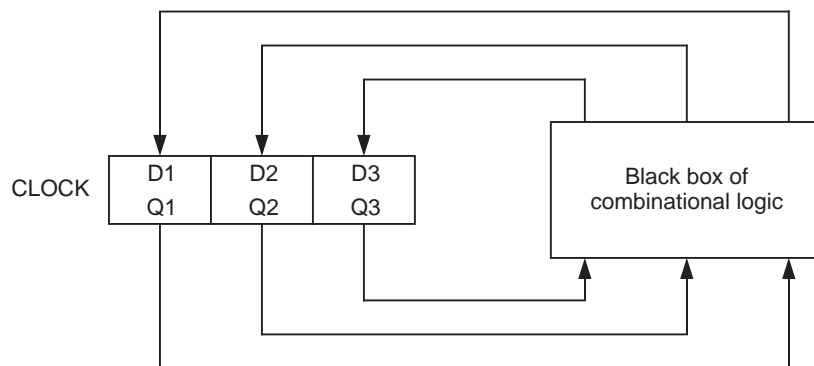 D1 D2 D3
CLOCK
Q1 Q2 Q3
Black box of
combinational logic